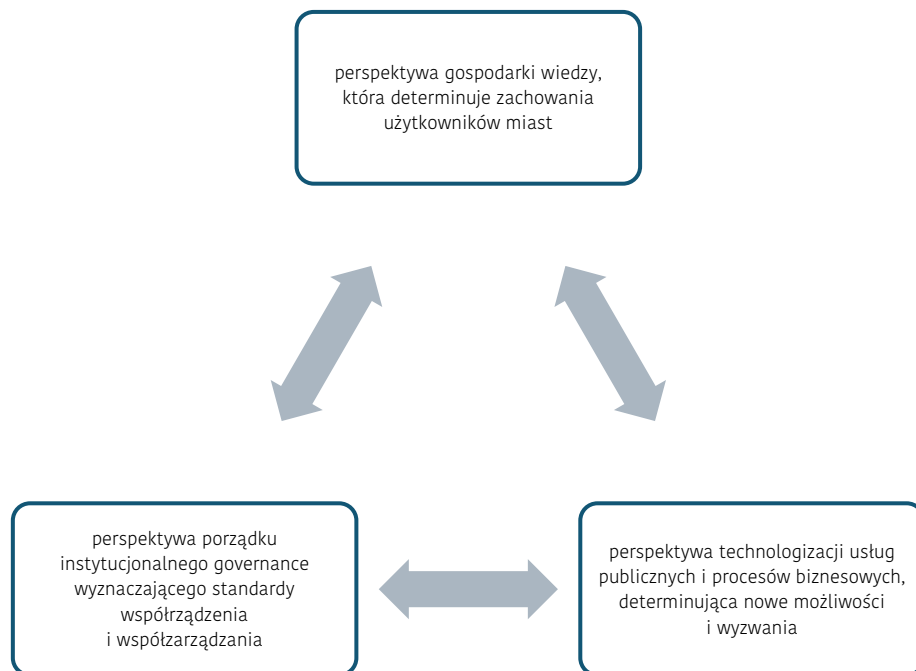 perspektywa gospodarki wiedzy,
która determinuje zachowania
użytkowników miast
perspektywa porządku
instytucjonalnego governance
wyznaczającego standardy
współrządzenia
i współzarządzania
perspektywa technologizacji usług
publicznych i procesów biznesowych,
determinująca nowe możliwości
i wyzwania